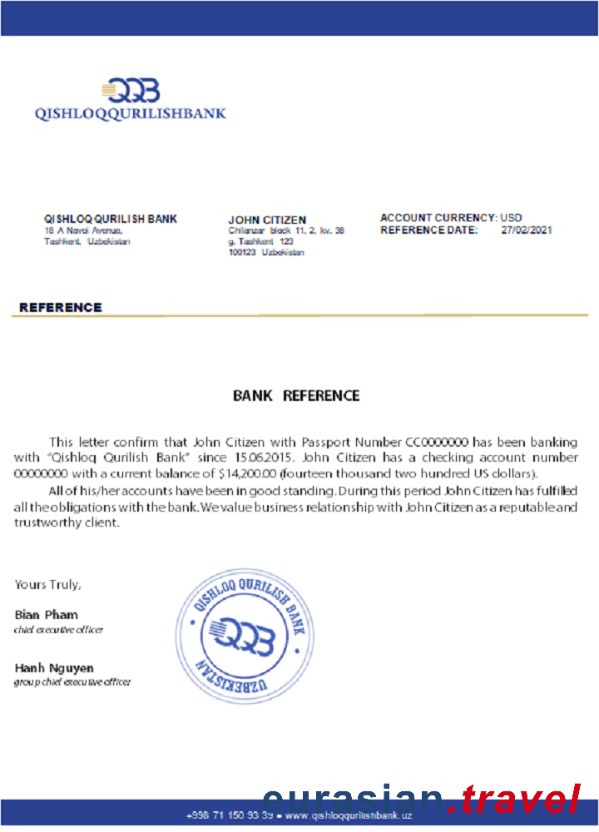 QQB
QISHLOQQURILISHBANK
QISHLOQ QURILISH BANK
16 A Navoi Avenue,
Tashkent, Uzbekistan
JOHN CITIZEN
Chilanzar block 11, 2, kv. 38
g. Tashkent 123
100123 Uzbekistan
ACCOUNT CURRENCY: USD
REFERENCE DATE: 27/02/2021
REFERENCE
BANK REFERENCE
This letter confirm that John Citizen with Passport Number CC0000000 has been banking
with “Qishloq Qurilish Bank” since 15.06.2015. John Citizen has a checking account number
00000000 with a current balance of $14,200.00 (fourteen thousand two hundred US dollars).
All of his/her accounts have been in good standing. During this period John Citizen has fulfilled
all the obligations with the bank. We value business relationship with John Citizen as a reputable and
trustworthy client.
Yours Truly,
Bian Pham
chief executive officer
Hanh Nguyen
group chief executive officer
QISHLOQ QURILISH BANK
QQB
UZBEKISTAN
eurasian.travel
+998 71 150 93 39 ● www.qishloqqurilishbank.uz